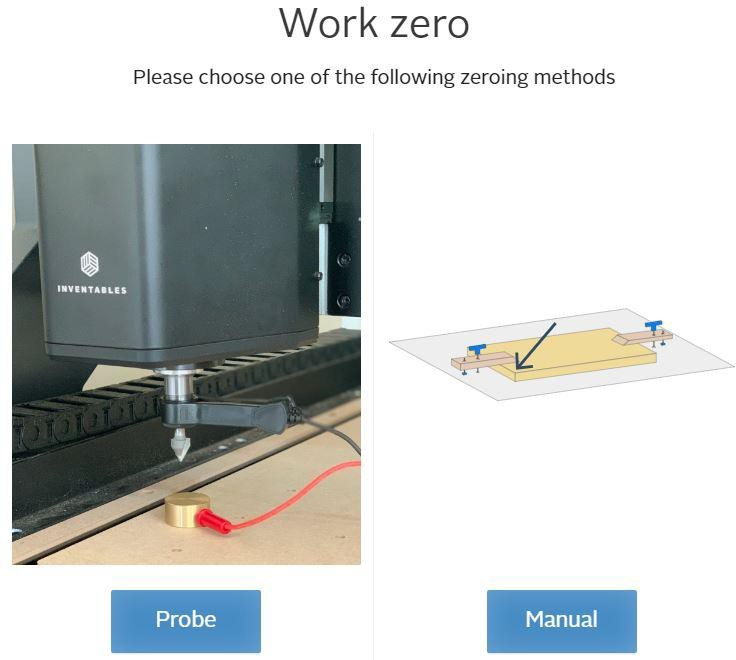 Work zero
Please choose one of the following zeroing methods
INVENTABLES
Probe
Manual